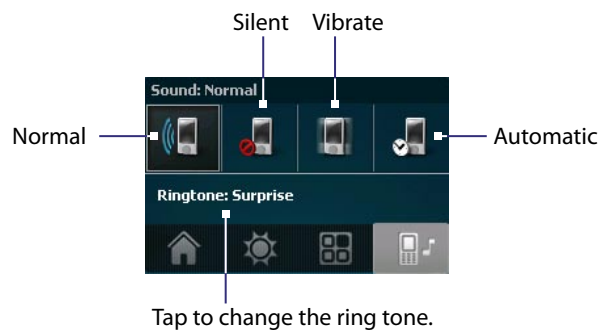 Silent Vibrate
Sound: Normal
Normal
Automatic
Ringtone: Surprise
Tap to change the ring tone.